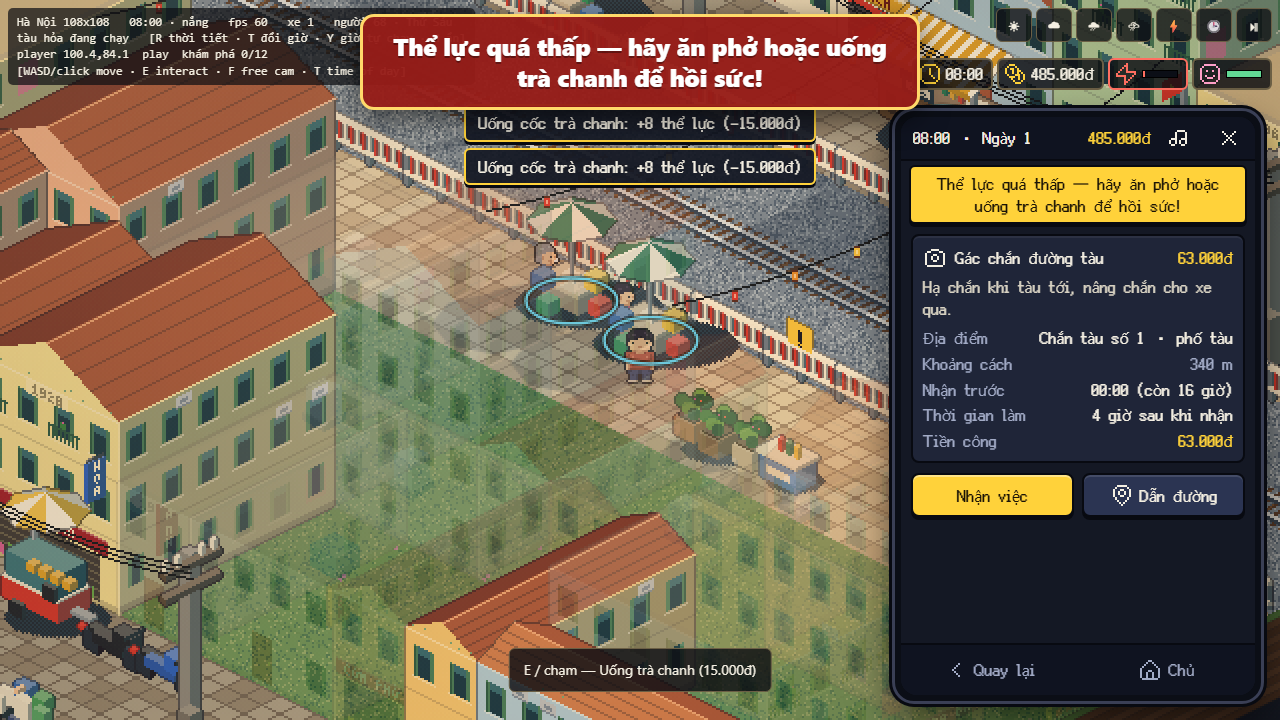 Hà Nội 108x108   08:00 · nắng   fps 60   xe 1   người
tàu hỏa đang chạy   [R thời tiết · T đổi giờ · Y giờ
player 100.4,84.1   play   khám phá 0/12
[WASD/click move · E interact · F free cam · T time of day]
Thể lực quá thấp — hãy ăn phở hoặc uống
trà chanh để hồi sức!
08:00
485.000đ
Uống cốc trà chanh: +8 thể lực (−15.000đ)
Uống cốc trà chanh: +8 thể lực (−15.000đ)
08:00 · Ngày 1   485.000đ
Thể lực quá thấp — hãy ăn phở hoặc
uống trà chanh để hồi sức!
Gác chắn đường tàu   63.000đ
Hạ chắn khi tàu tới, nâng chắn cho xe
qua.
Địa điểm   Chắn tàu số 1 · phố tàu
Khoảng cách   340 m
Nhận trước   00:00 (còn 16 giờ)
Thời gian làm   4 giờ sau khi nhận
Tiền công   63.000đ
Nhận việc
Dẫn đường
Quay lại
Chủ
1928
HOA
!
E / chạm — Uống trà chanh (15.000đ)